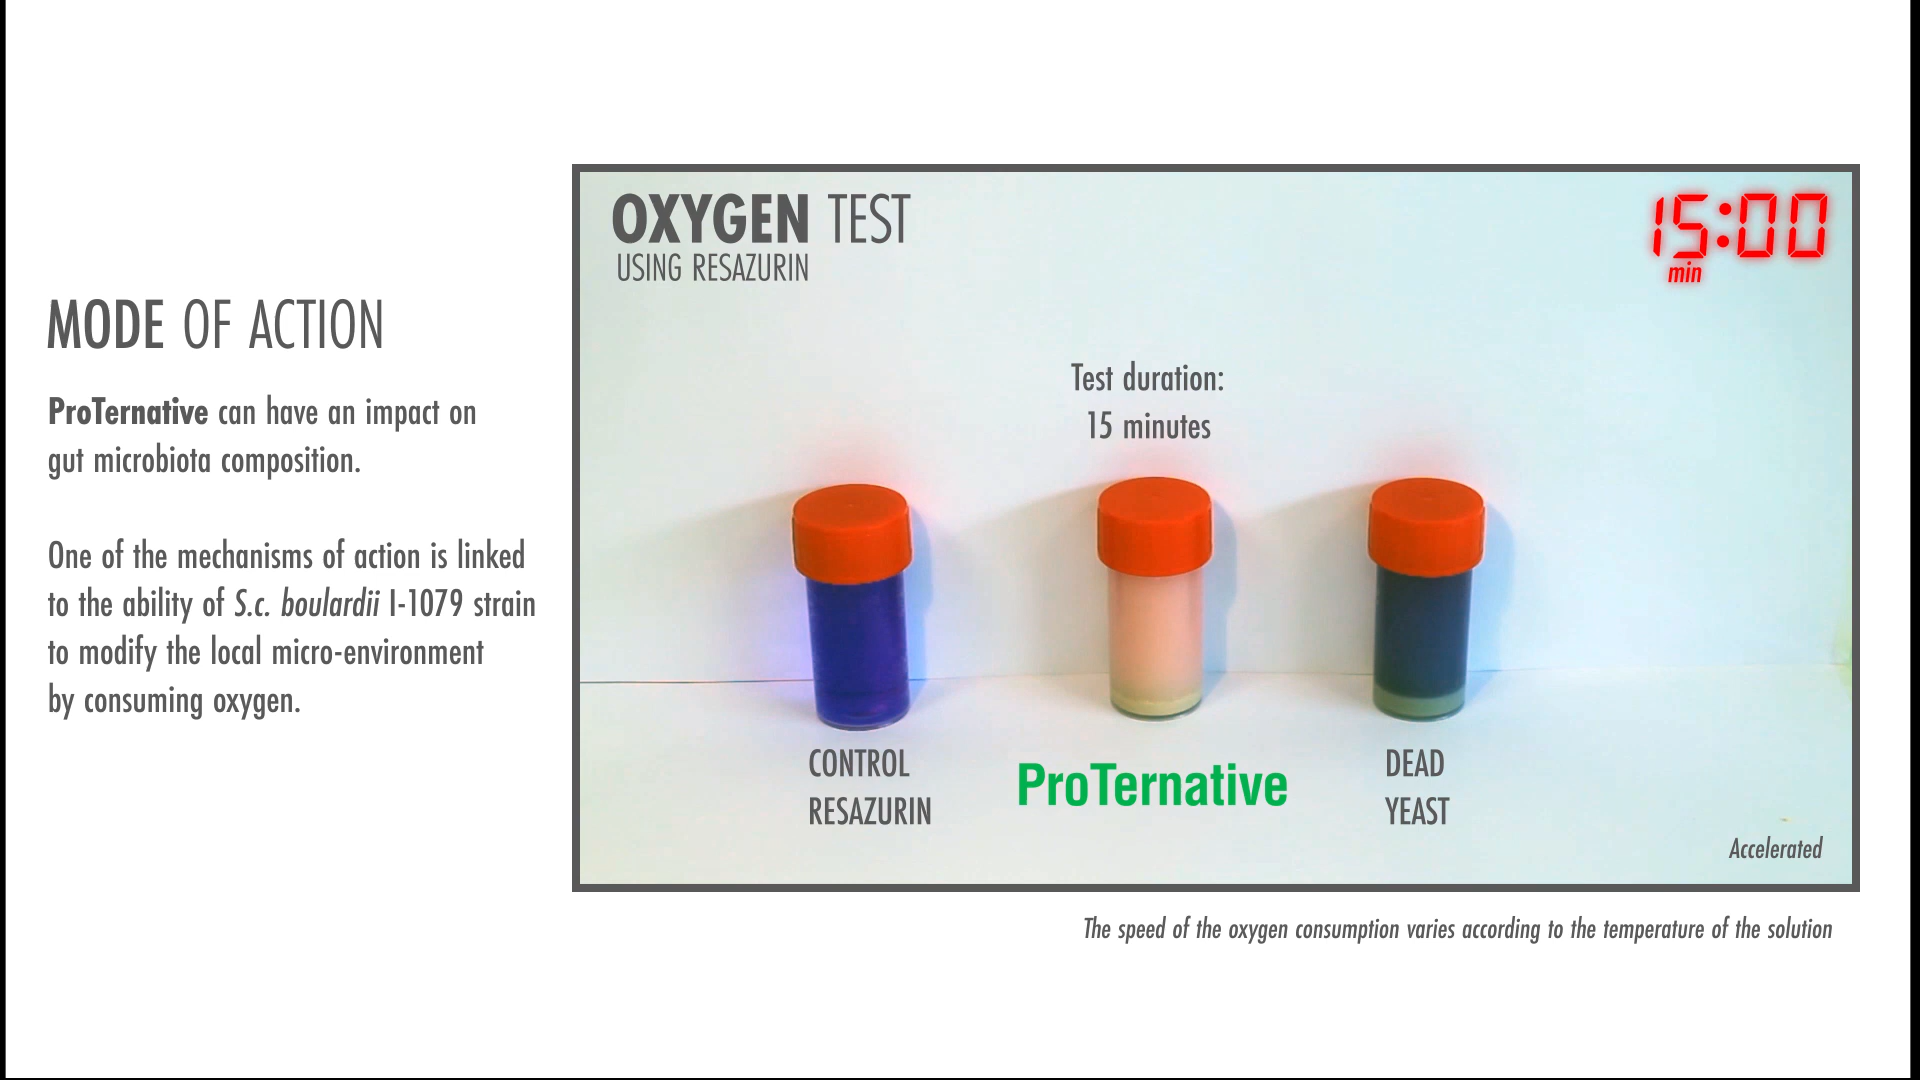 MODE OF ACTION
ProTernative can have an impact on
gut microbiota composition.
One of the mechanisms of action is linked
to the ability of S.c. boulardii I-1079 strain
to modify the local micro-environment
by consuming oxygen.
OXYGEN TEST
USING RESAZURIN
15:00
min
Test duration:
15 minutes
CONTROL
RESAZURIN
ProTernative
DEAD
YEAST
Accelerated
The speed of the oxygen consumption varies according to the temperature of the solution